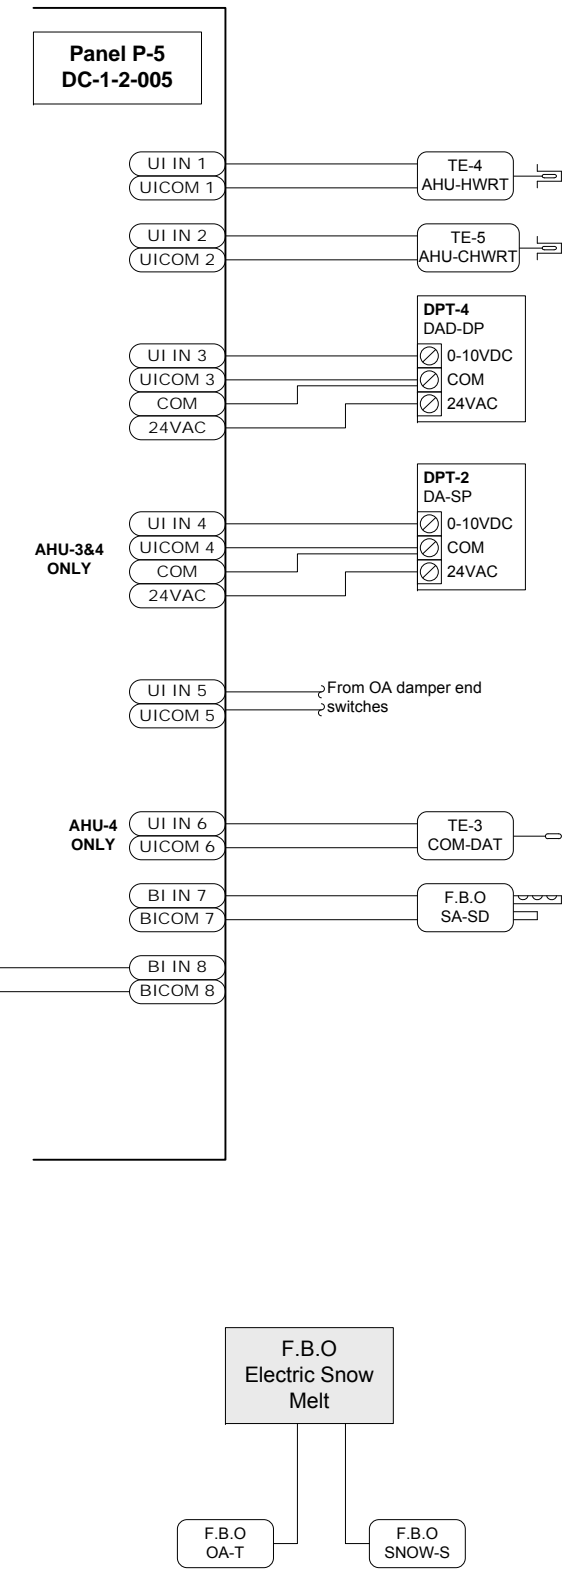 Panel P-5
DC-1-2-005
UI IN 1
UICOM 1
TE-4
AHU-HWRT
UI IN 2
UICOM 2
TE-5
AHU-CHWRT
DPT-4
DAD-DP
UI IN 3
0-10VDC
UICOM 3
COM
COM
24VAC
24VAC
DPT-2
DA-SP
AHU-3&4
ONLY
UI IN 4
0-10VDC
UICOM 4
COM
COM
24VAC
24VAC
UI IN 5
UICOM 5
From OA damper end
switches
AHU-4
ONLY
UI IN 6
UICOM 6
TE-3
COM-DAT
BI IN 7
BICOM 7
F.B.O
SA-SD
BI IN 8
BICOM 8
F.B.O
Electric Snow
Melt
F.B.O
OA-T
F.B.O
SNOW-S